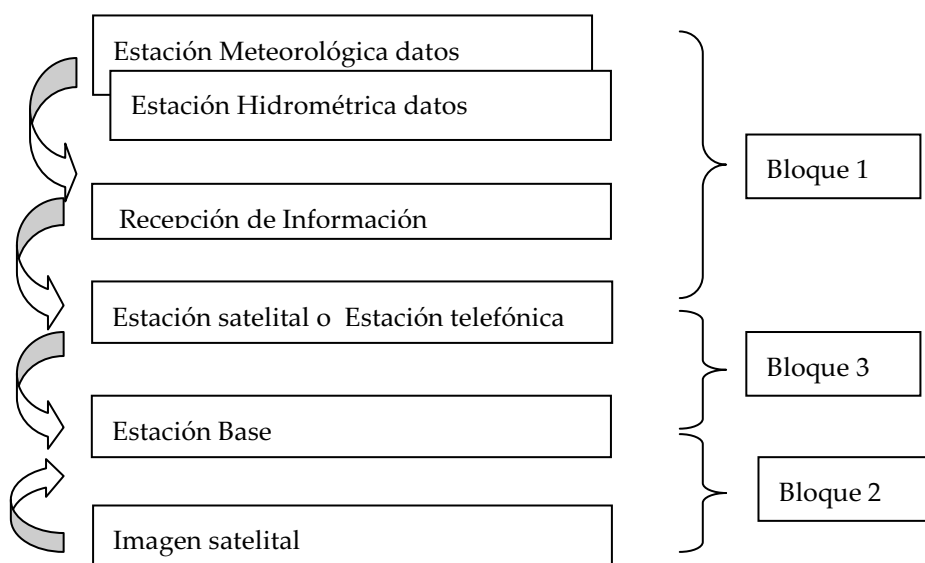 Estación Meteorológica datos
Estación Hidrométrica datos
Bloque 1
Recepción de Información
Estación satelital o Estación telefónica
Bloque 3
Estación Base
Bloque 2
Imagen satelital